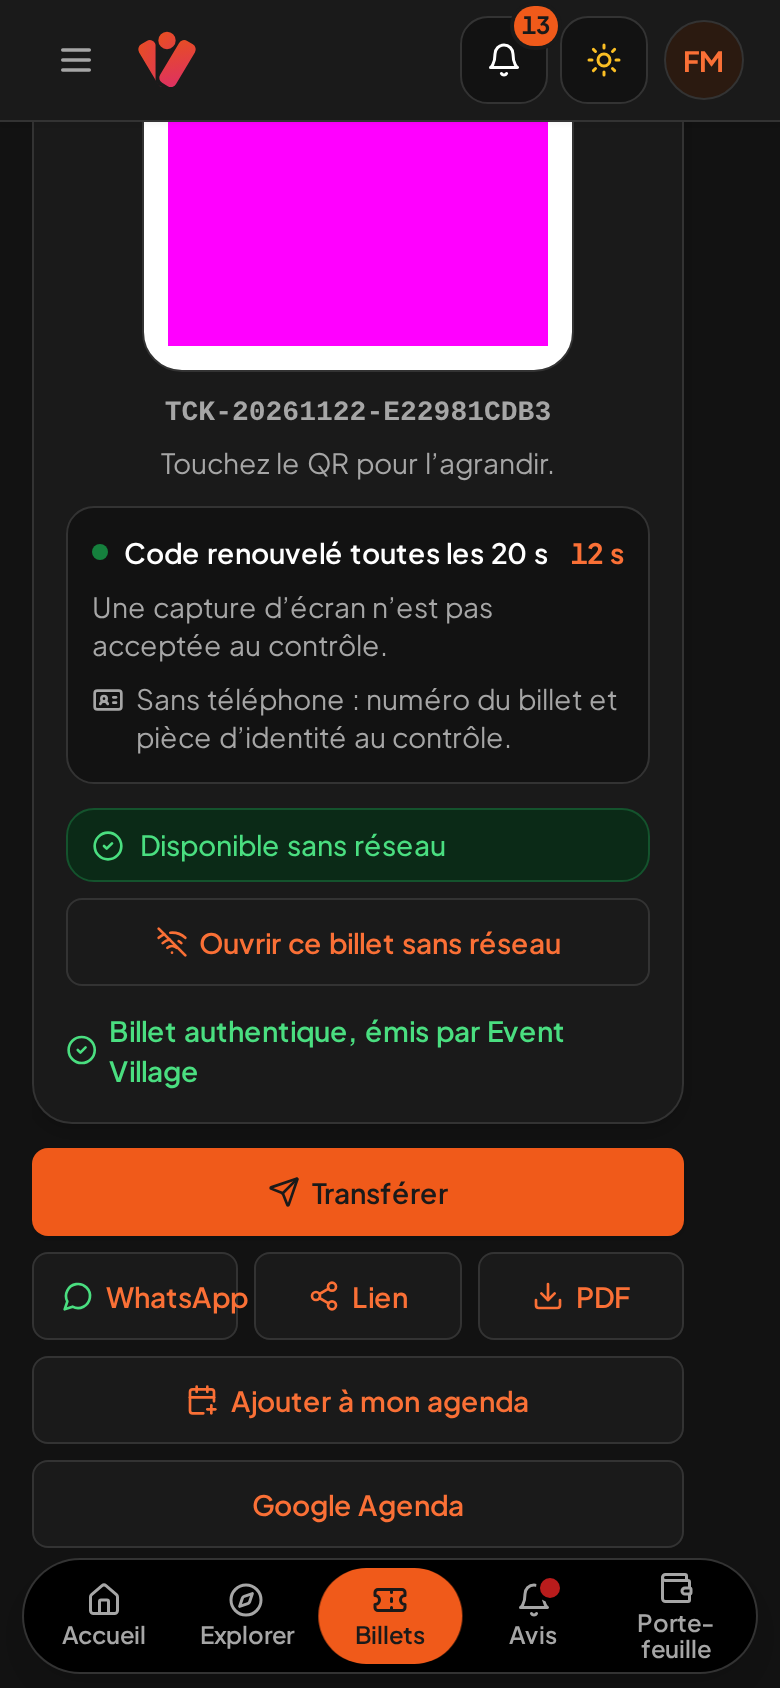 13
FM
TCK-20261122-E22981CDB3
Touchez le QR pour l’agrandir.
Code renouvelé toutes les 20 s 12 s
Une capture d’écran n’est pas
acceptée au contrôle.
Sans téléphone : numéro du billet et
pièce d’identité au contrôle.
Disponible sans réseau
Ouvrir ce billet sans réseau
Billet authentique, émis par Event
Village
Transférer
WhatsApp Lien PDF
Ajouter à mon agenda
Google Agenda
Accueil Explorer Billets Avis Porte-
feuille